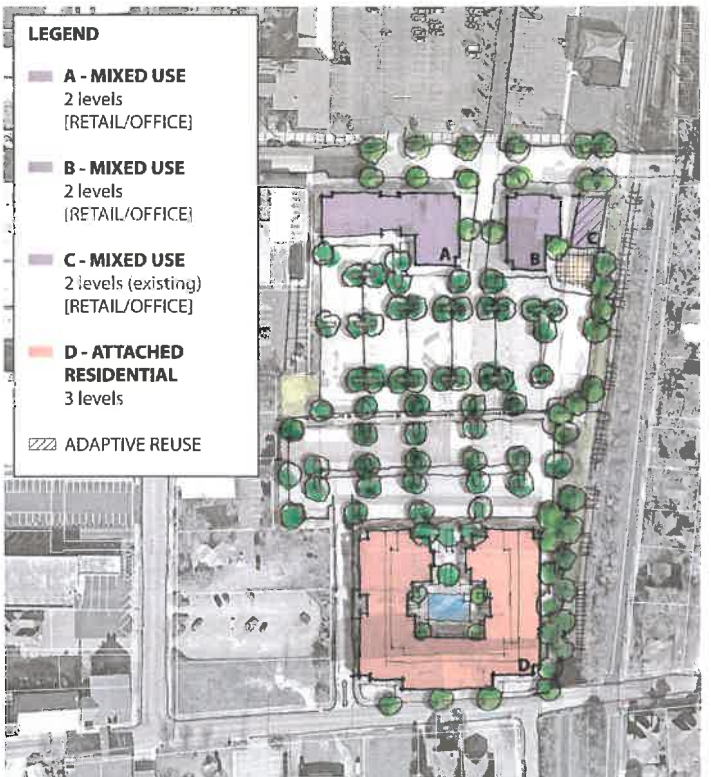 LEGEND
A - MIXED USE
2 levels
[RETAIL/OFFICE]
B - MIXED USE
2 levels
[RETAIL/OFFICE]
C - MIXED USE
2 levels (existing)
[RETAIL/OFFICE]
D - ATTACHED
RESIDENTIAL
3 levels
ADAPTIVE REUSE
A
B
C
D